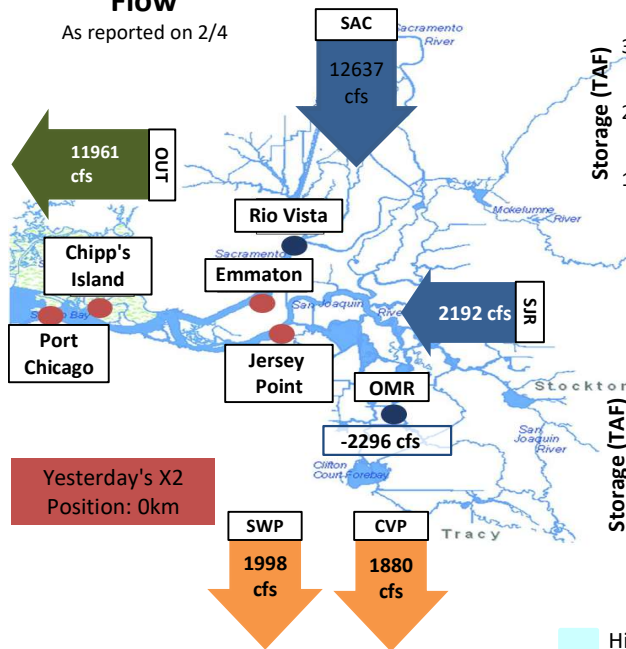 Flow
As reported on 2/4
SAC
Sacramento
River
12637
cfs
Storage (TAF)
3
2
1
11961
cfs
OUT
Mokelumne
River
Rio Vista
Chipp's
Island
Sacramento
Emmaton
San Joaquin
River
2192 cfs
SJR
Port
Chicago
Jersey
Point
OMR
Stockton
-2296 cfs
San
Joaquin
River
Storage (TAF)
Clifton
Court Forebay
Yesterday's X2
Position: 0km
SWP
CVP
Tracy
1998
cfs
1880
cfs
Hi